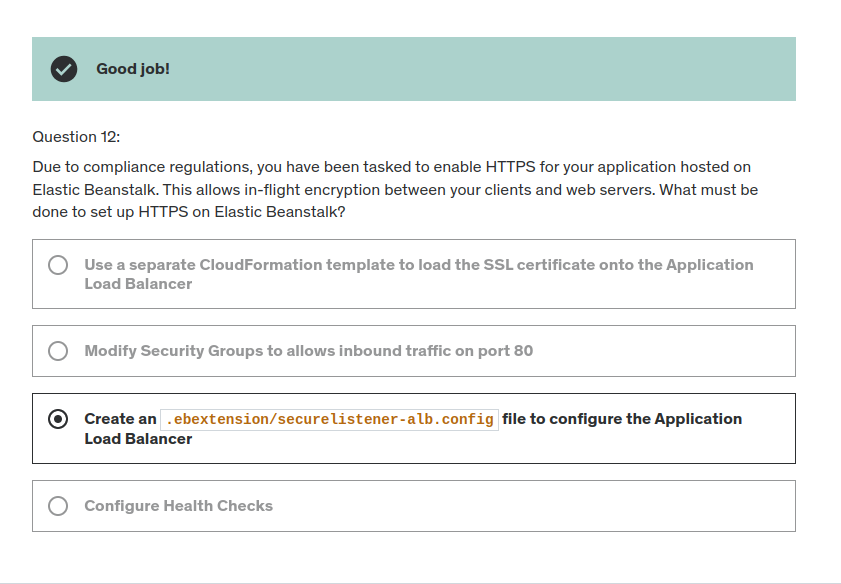 Good job!
Question 12:
Due to compliance regulations, you have been tasked to enable HTTPS for your application hosted on
Elastic Beanstalk. This allows in-flight encryption between your clients and web servers. What must be
done to set up HTTPS on Elastic Beanstalk?
Use a separate CloudFormation template to load the SSL certificate onto the Application
Load Balancer
Modify Security Groups to allows inbound traffic on port 80
Create an .ebextension/securelistener-alb.config file to configure the Application
Load Balancer
Configure Health Checks